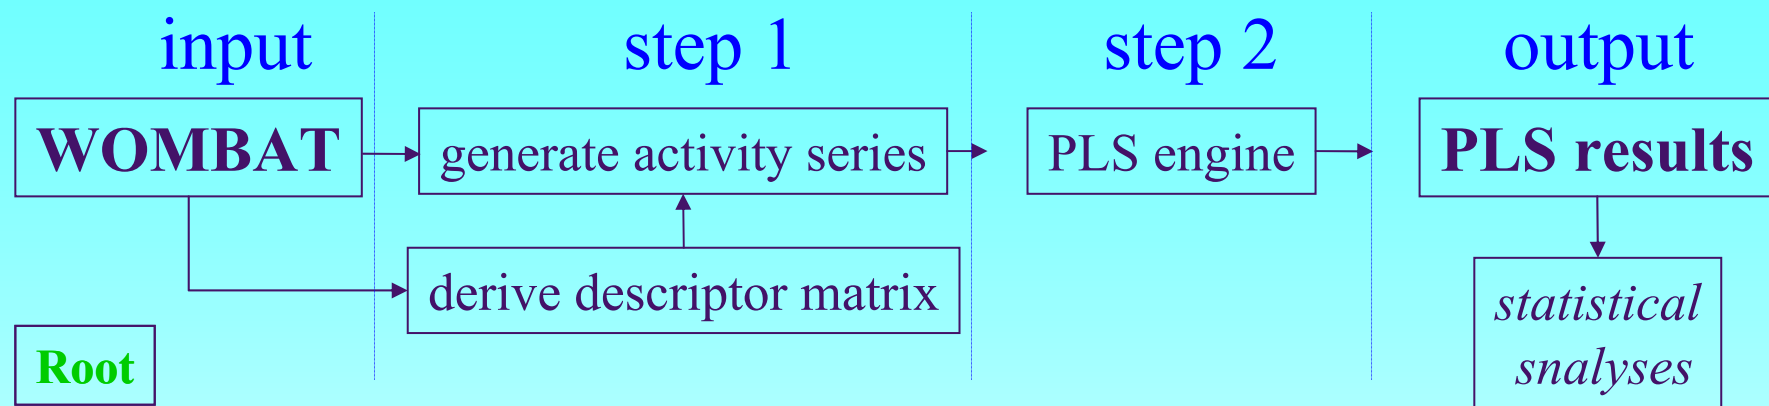 input
step 1
step 2
output
WOMBAT
generate activity series
PLS engine
PLS results
derive descriptor matrix
statistical
snalyses
Root